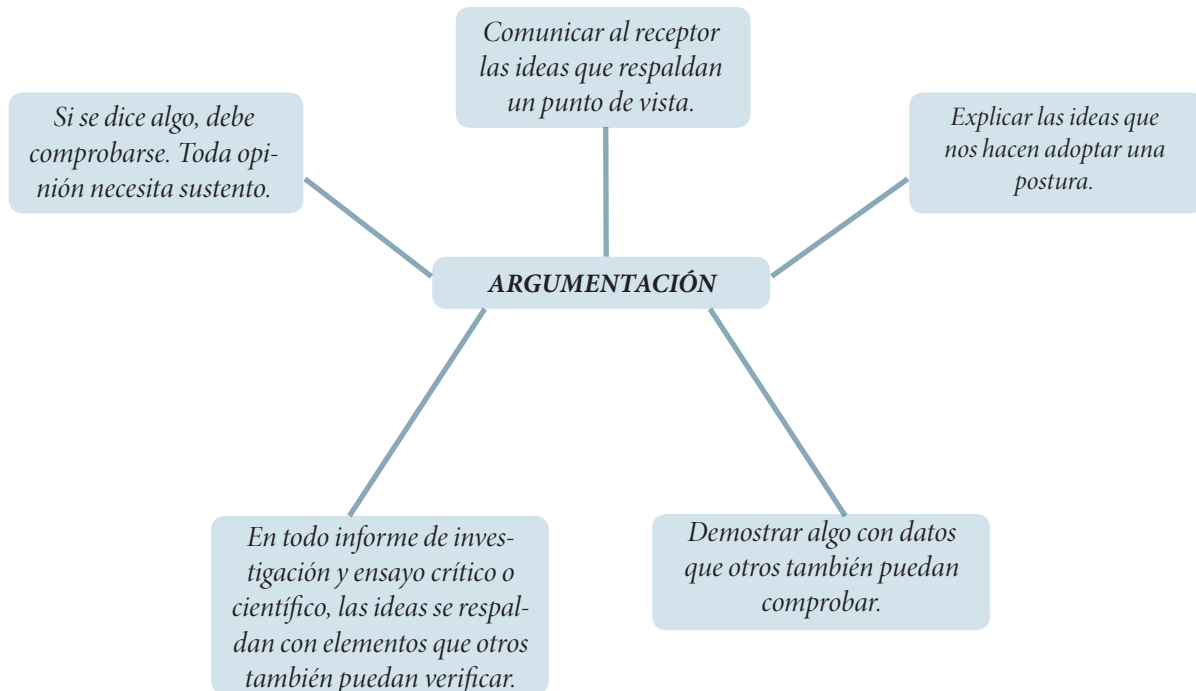 Comunicar al receptor
las ideas que respaldan
un punto de vista.
Si se dice algo, debe
comprobarse. Toda opi-
nión necesita sustento.
Explicar las ideas que
nos hacen adoptar una
postura.
ARGUMENTACIÓN
En todo informe de inves-
tigación y ensayo crítico o
científico, las ideas se respal-
dan con elementos que otros
también puedan verificar.
Demostrar algo con datos
que otros también puedan
comprobar.